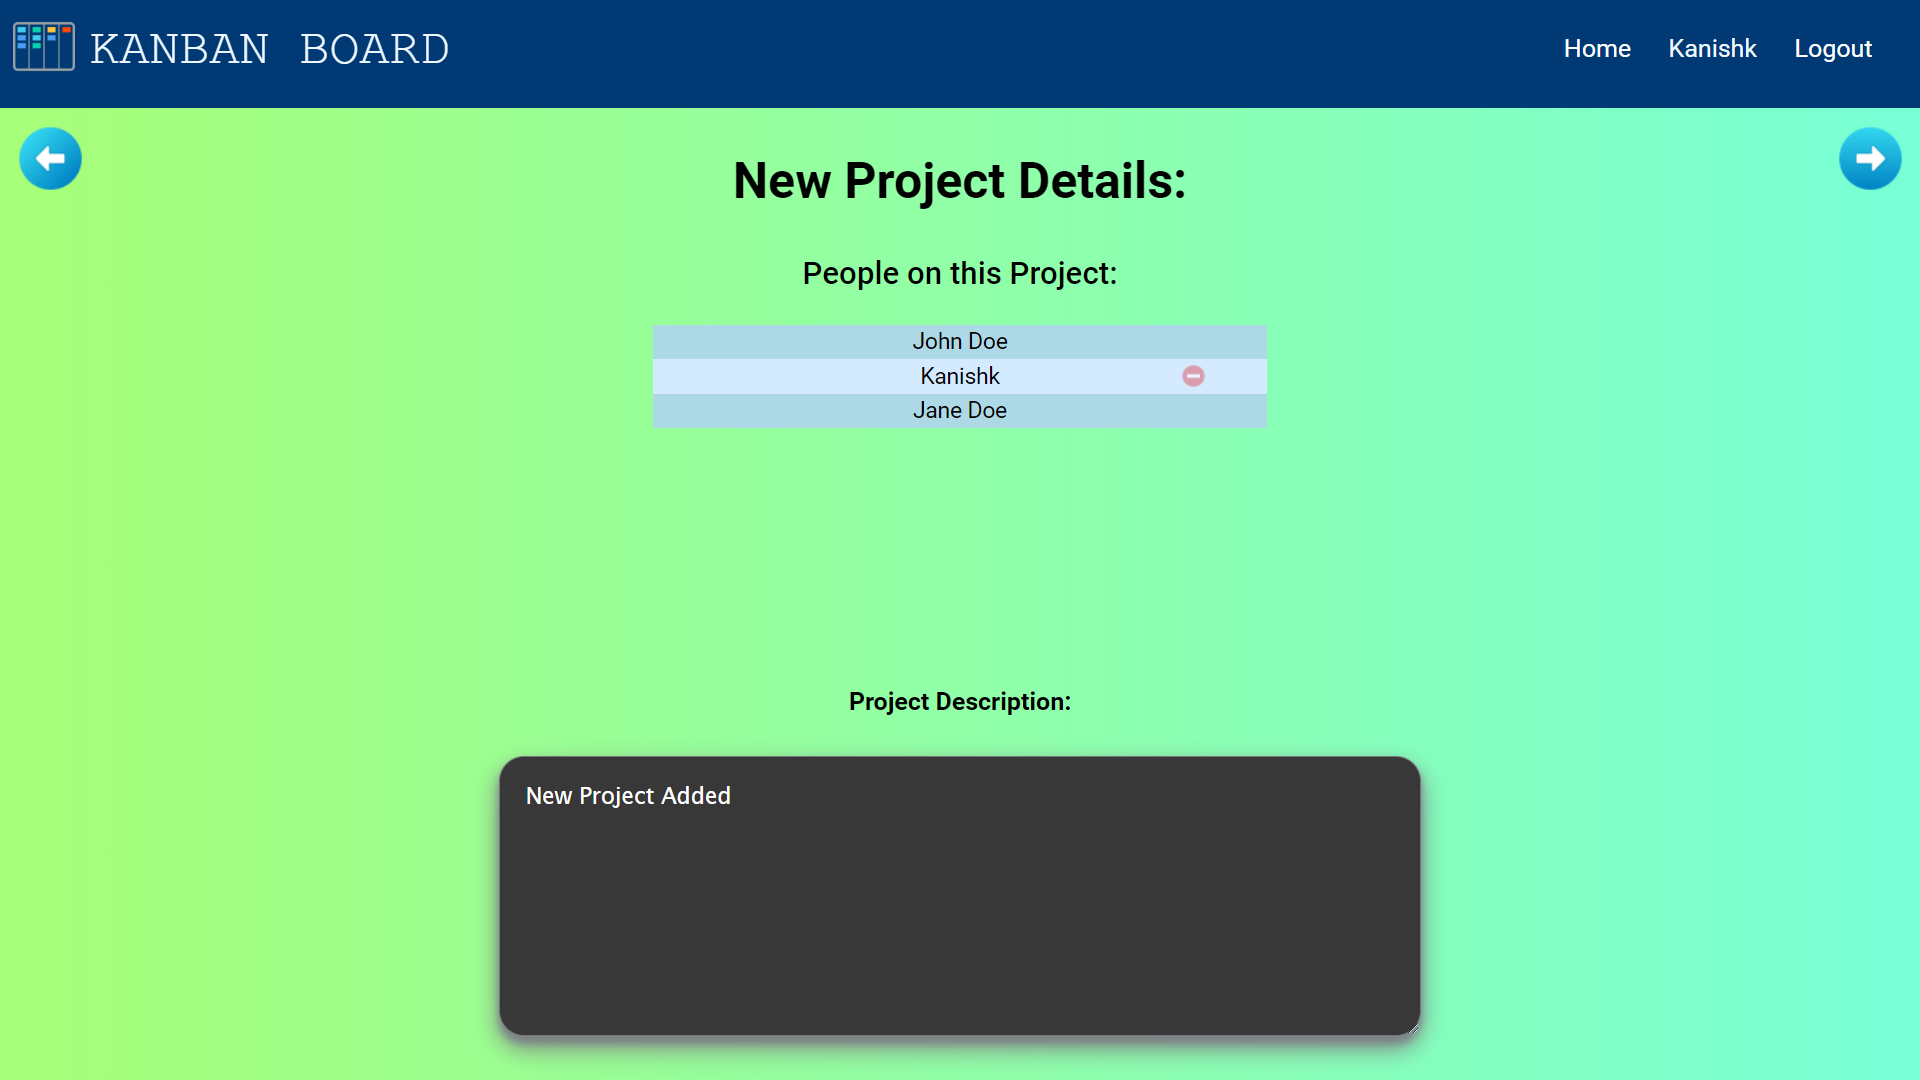 KANBAN BOARD
Home Kanishk Logout
New Project Details:
People on this Project:
John Doe
Kanishk
Jane Doe
Project Description:
New Project Added